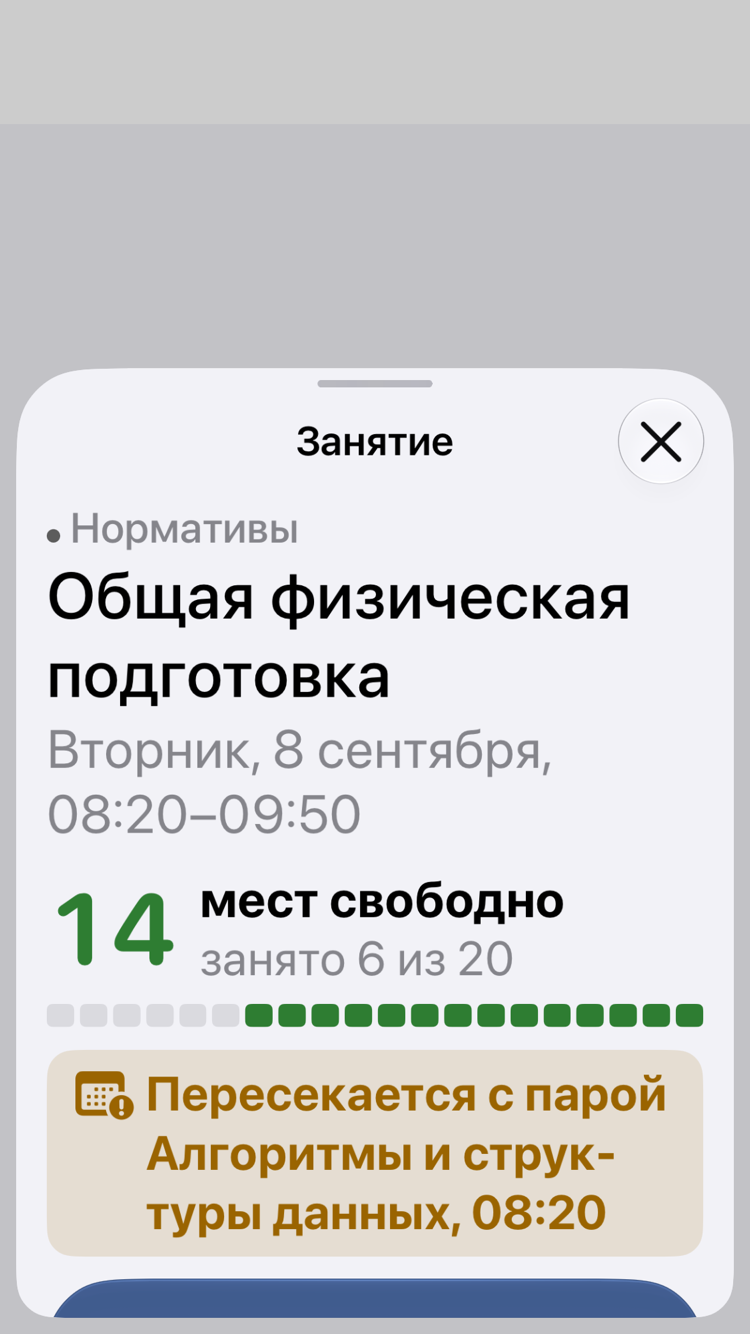 Занятие
Нормативы
Общая физическая
подготовка
Вторник, 8 сентября,
08:20–09:50
14 мест свободно
занято 6 из 20
Пересекается с парой
Алгоритмы и струк-
туры данных, 08:20